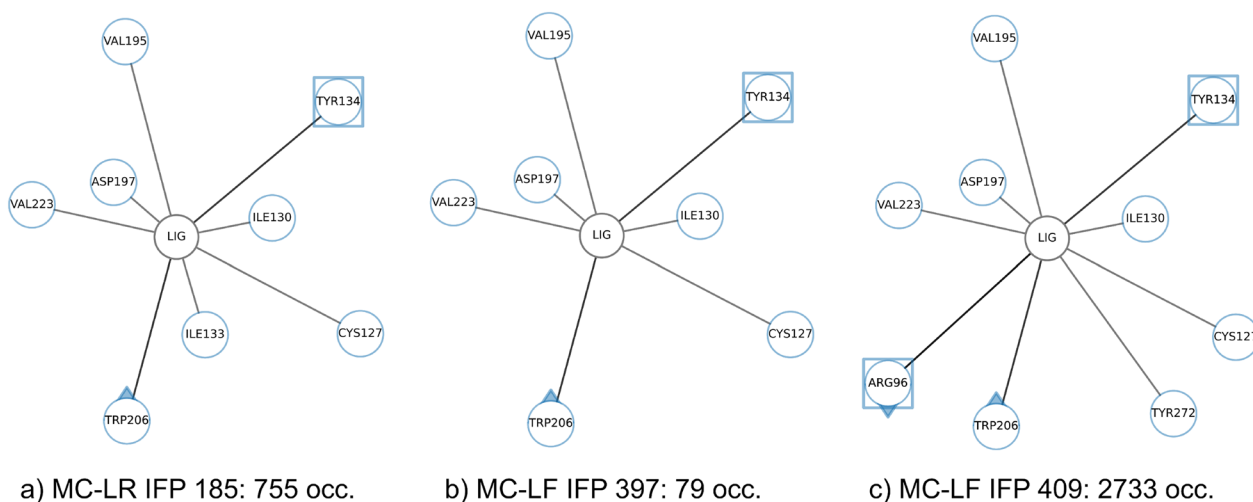 VAL195
TYR134
ASP197
VAL223
ILE130
LIG
ILE133
CYS127
TRP206
a) MC-LR IFP 185: 755 occ.
VAL195
TYR134
ASP197
VAL223
ILE130
LIG
CYS127
TRP206
b) MC-LF IFP 397: 79 occ.
VAL195
TYR134
ASP197
VAL223
ILE130
LIG
CYS127
ARG96
TYR272
TRP206
c) MC-LF IFP 409: 2733 occ.